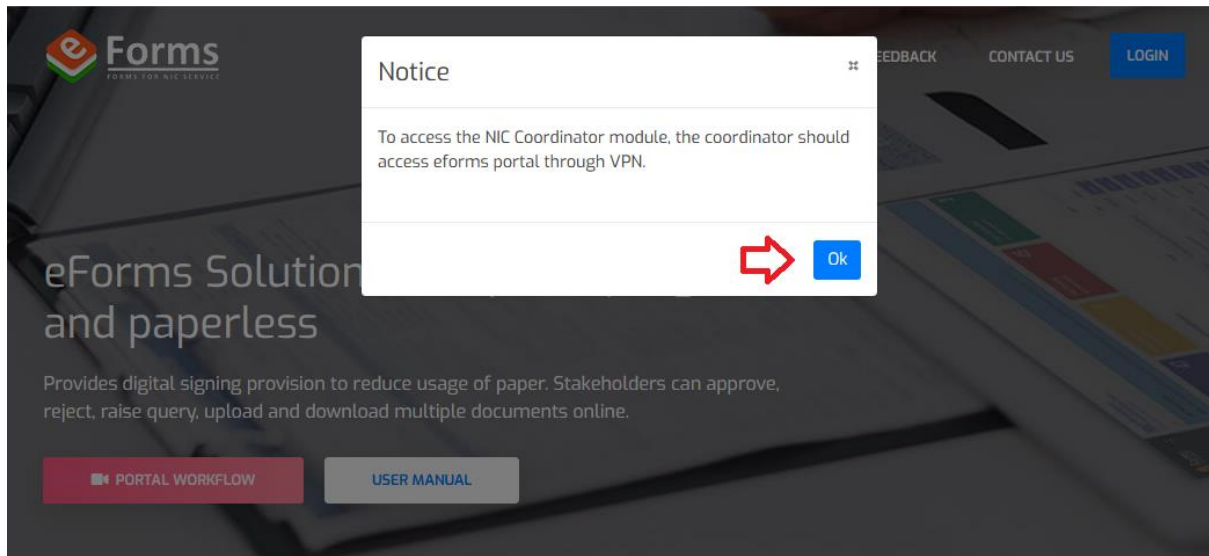 e Forms
FORMS FOR NIC SERVICE
EEDBACK
CONTACT US
LOGIN
Notice
To access the NIC Coordinator module, the coordinator should
access eforms portal through VPN.
Ok
eForms Solution
and paperless
Provides digital signing provision to reduce usage of paper. Stakeholders can approve,
reject, raise query, upload and download multiple documents online.
PORTAL WORKFLOW
USER MANUAL